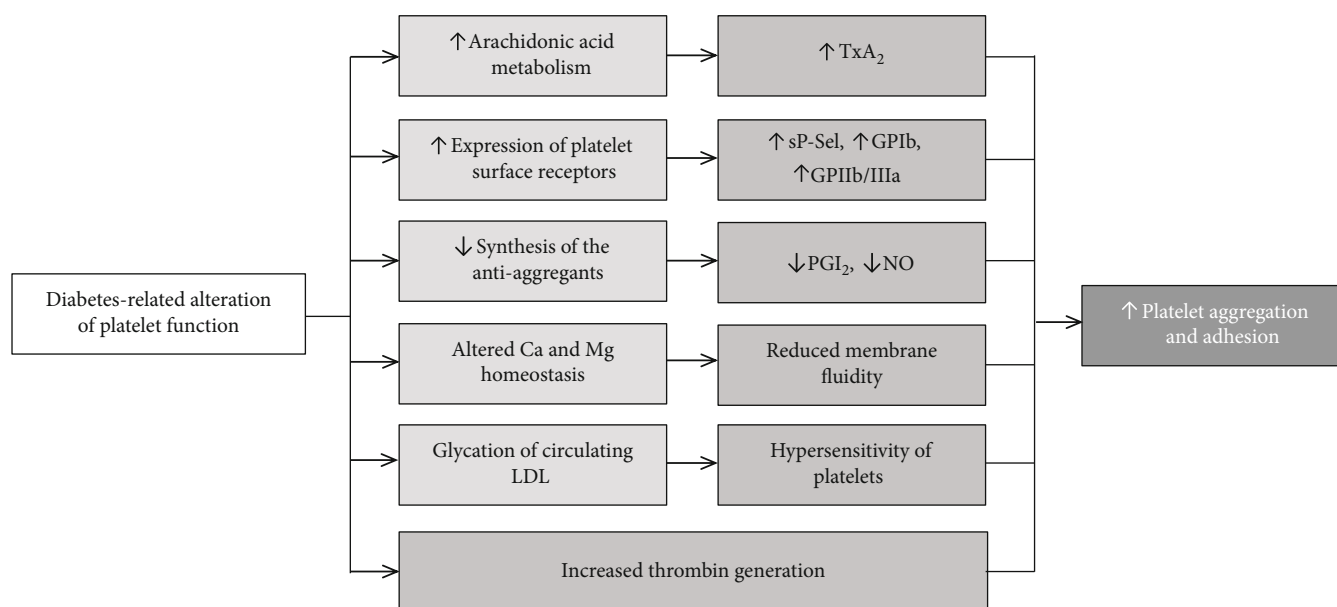 ↑ Arachidonic acid
metabolism
↑ TxA₂
↑ Expression of platelet
surface receptors
↑ sP-Sel, ↑ GPIb,
↑ GPIIb/IIIa
↓ Synthesis of the
anti-aggregants
↓ PGI₂, ↓ NO
Diabetes-related alteration
of platelet function
↑ Platelet aggregation
and adhesion
Altered Ca and Mg
homeostasis
Reduced membrane
fluidity
Glycation of circulating
LDL
Hypersensitivity of
platelets
Increased thrombin generation